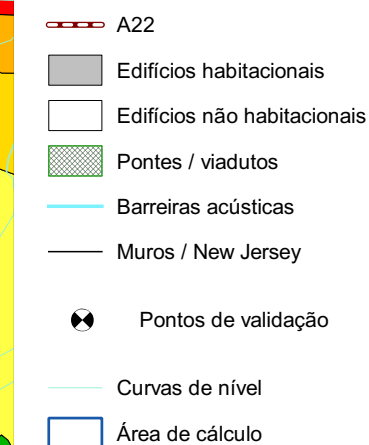 A22
Edifícios habitacionais
Edifícios não habitacionais
Pontes / viadutos
Barreiras acústicas
Muros / New Jersey
Pontos de validação
Curvas de nível
Área de cálculo